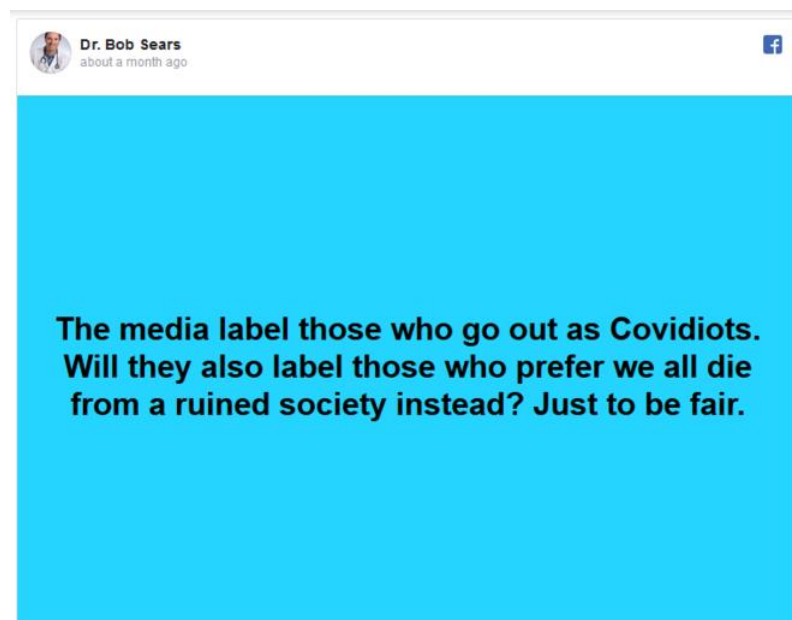 Dr. Bob Sears
about a month ago
The media label those who go out as Covidiots.
Will they also label those who prefer we all die
from a ruined society instead? Just to be fair.